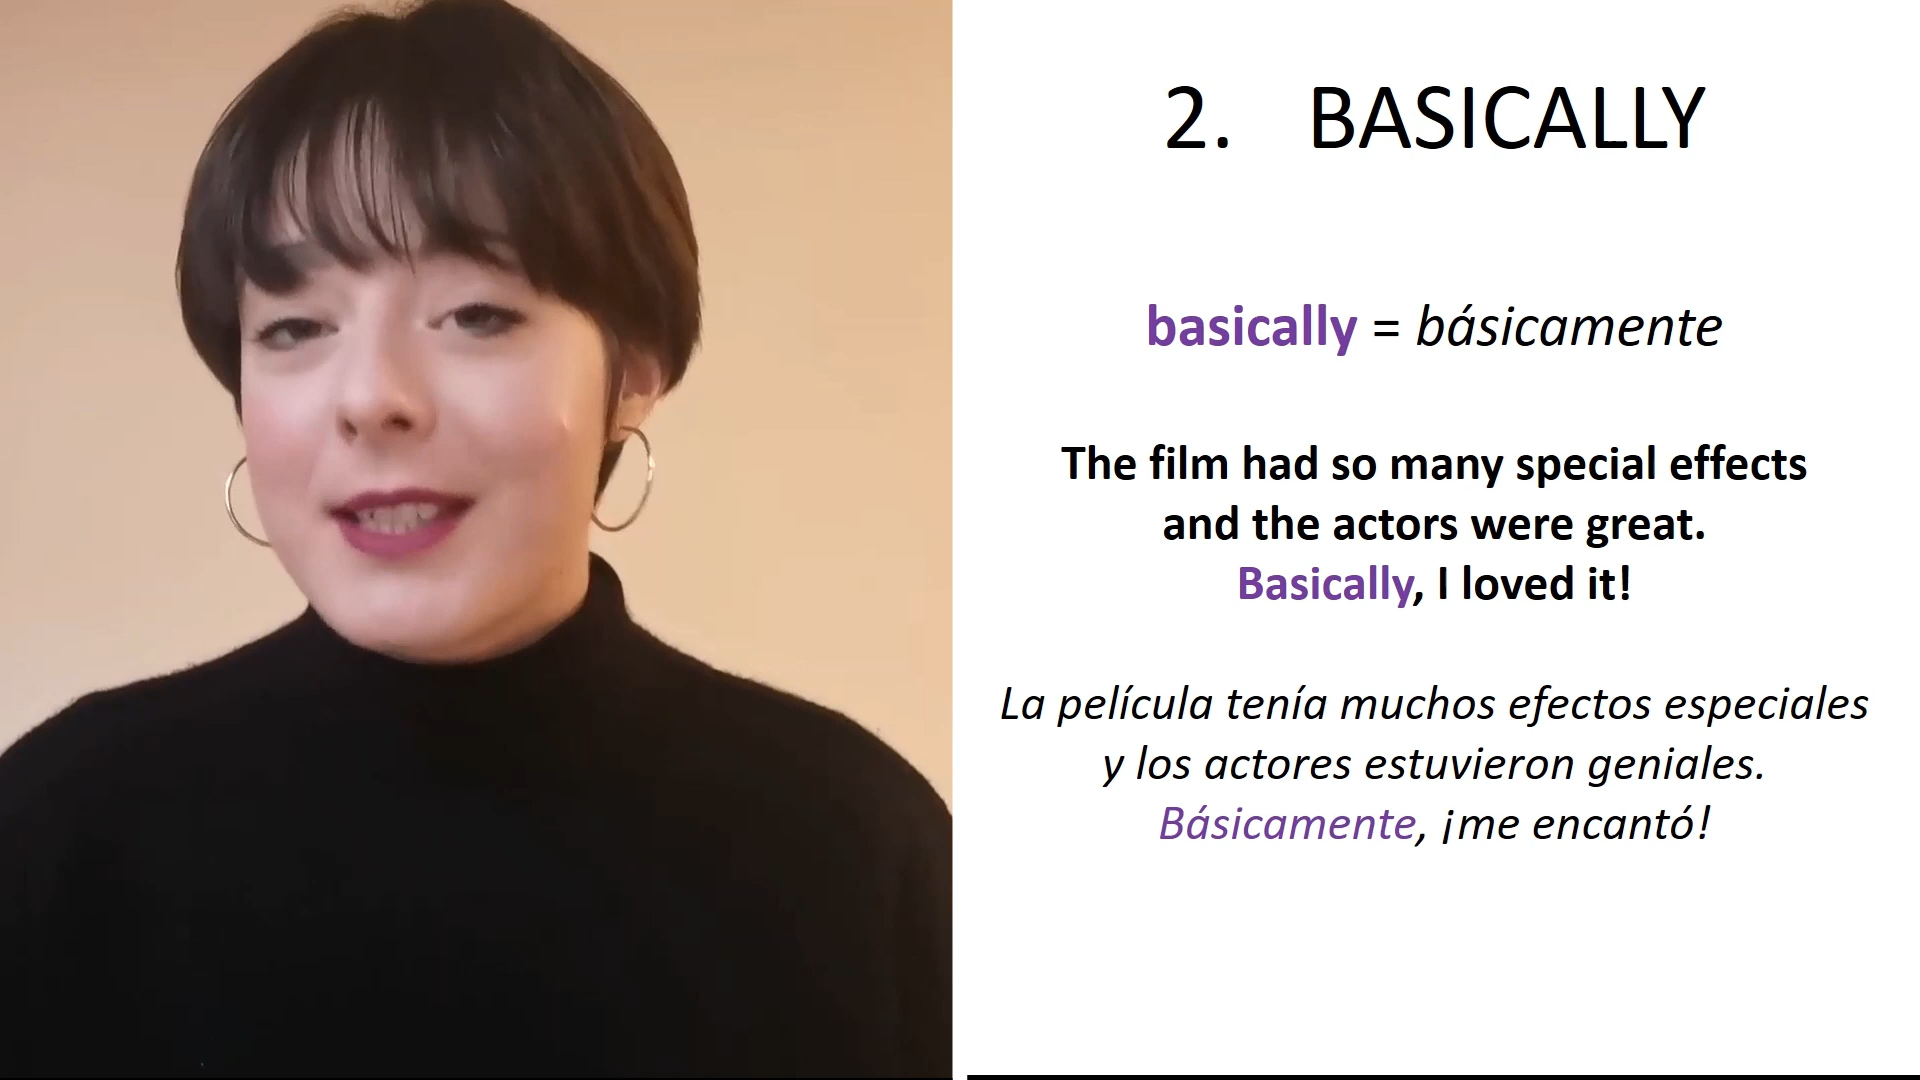 2. BASICALLY
basically = básicamente
The film had so many special effects
and the actors were great.
Basically, I loved it!
La película tenía muchos efectos especiales
y los actores estuvieron geniales.
Básicamente, ¡me encantó!